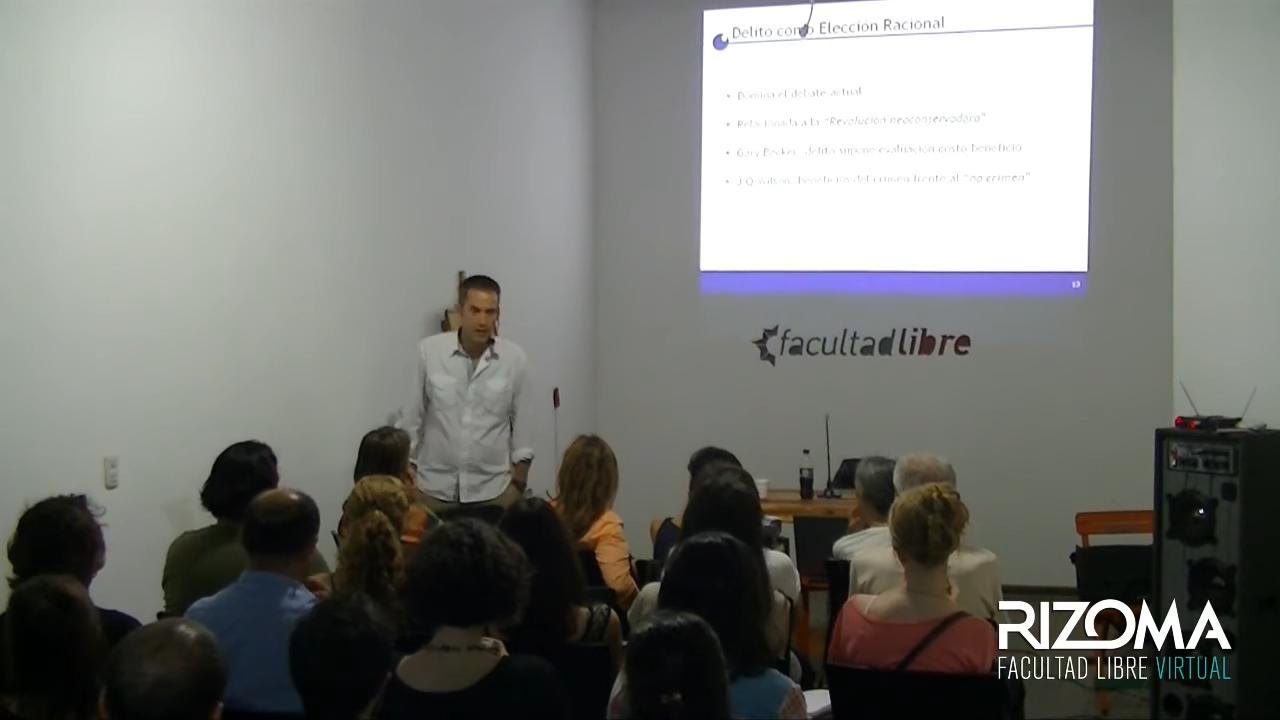 Delito como Elección Racional
• Domina el debate actual
• Relacionada a la "Revolución neoconservadora"
• Gary Becker: delito supone evaluación costo-beneficio
• J.Q.Wilson: beneficios del crimen frente al "no crimen"
13
facultadlibre
RIZOMA
FACULTAD LIBRE VIRTUAL